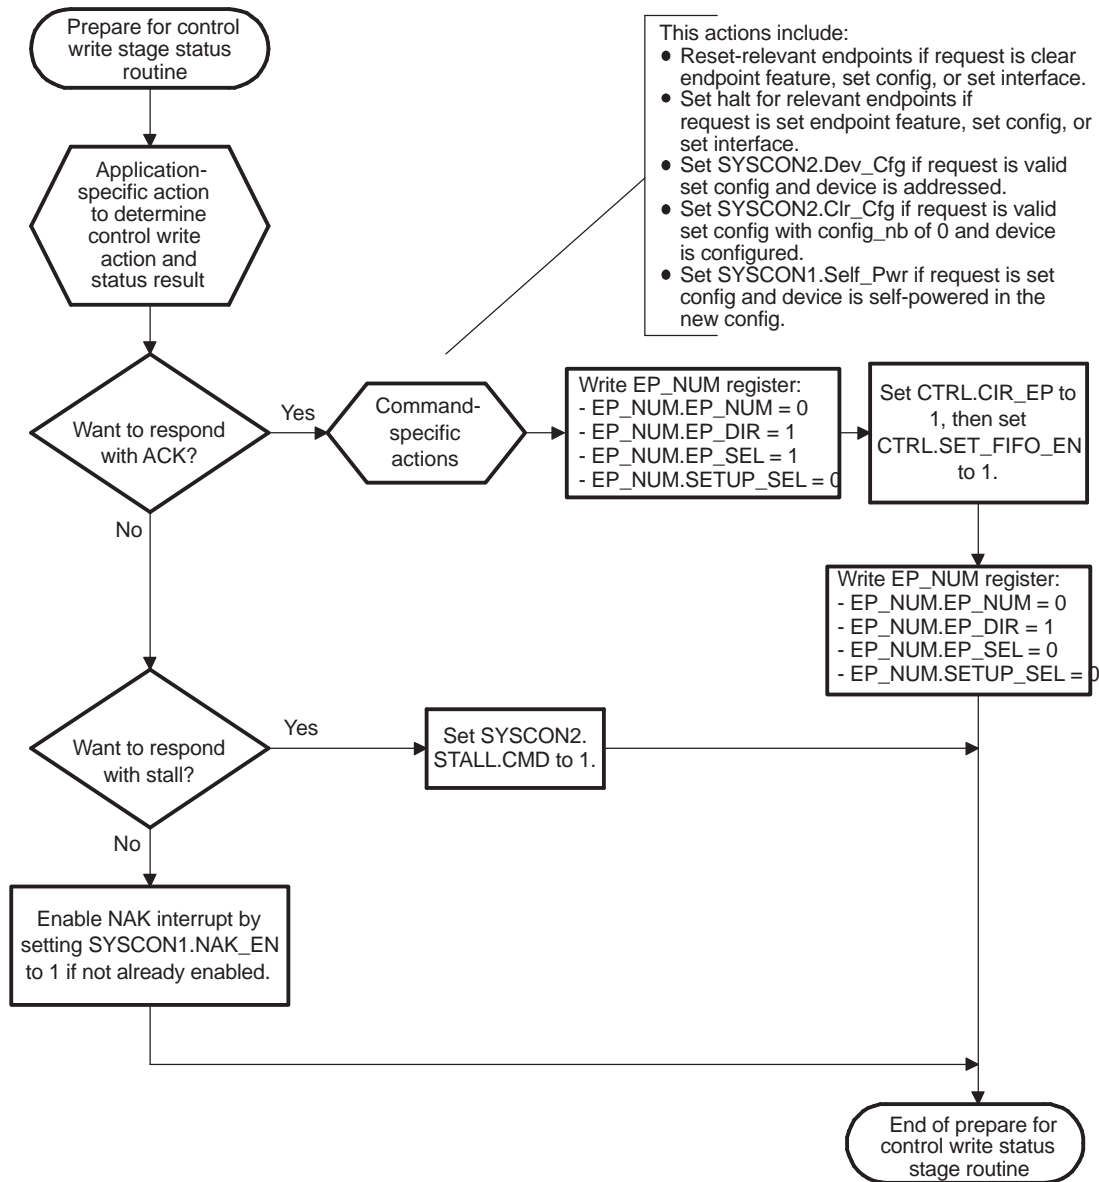 Prepare for control
write stage status
routine
This actions include:
● Reset-relevant endpoints if request is clear
endpoint feature, set config, or set interface.
● Set halt for relevant endpoints if
request is set endpoint feature, set config, or
set interface.
● Set SYSCON2.Dev_Cfg if request is valid
set config and device is addressed.
● Set SYSCON2.Clr_Cfg if request is valid
set config with config_nb of 0 and device
is configured.
● Set SYSCON1.Self_Pwr if request is set
config and device is self-powered in the
new config.
Application-
specific action
to determine
control write
action and
status result
Want to respond
with ACK?
Yes
No
Command-
specific
actions
Write EP_NUM register:
- EP_NUM.EP_NUM = 0
- EP_NUM.EP_DIR = 1
- EP_NUM.EP_SEL = 1
- EP_NUM.SETUP_SEL = 0
Set CTRL.CIR_EP to
1, then set
CTRL.SET_FIFO_EN
to 1.
Write EP_NUM register:
- EP_NUM.EP_NUM = 0
- EP_NUM.EP_DIR = 1
- EP_NUM.EP_SEL = 0
- EP_NUM.SETUP_SEL = 0
Want to respond
with stall?
Yes
No
Set SYSCON2.
STALL.CMD to 1.
Enable NAK interrupt by
setting SYSCON1.NAK_EN
to 1 if not already enabled.
End of prepare for
control write status
stage routine